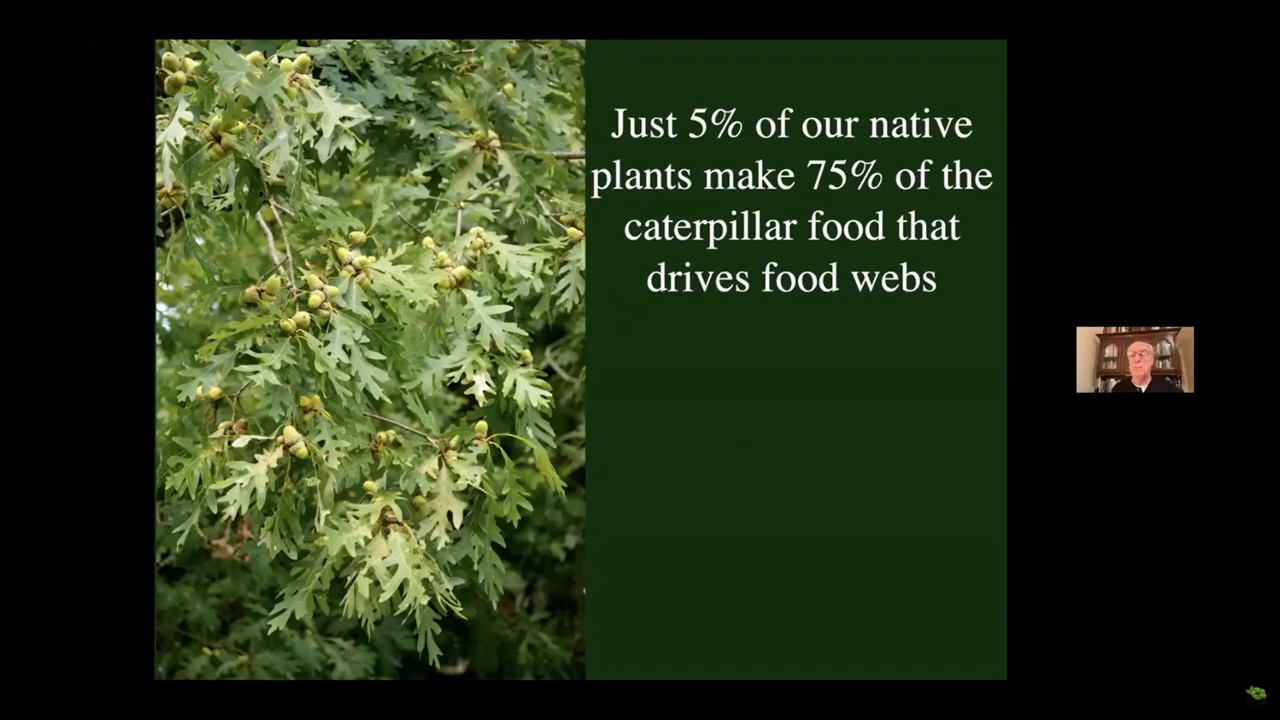 Just 5% of our native
plants make 75% of the
caterpillar food that
drives food webs